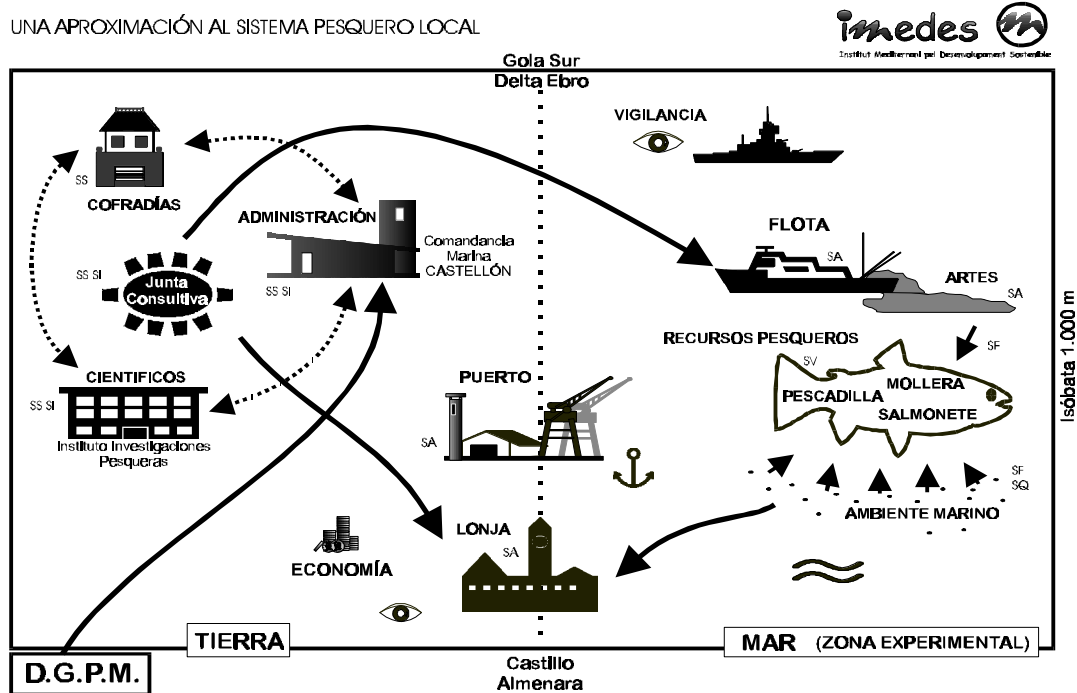 UNA APROXIMACIÓN AL SISTEMA PESQUERO LOCAL
imedes
Institut Mediterrani pel Desenvolupament Sostenible
Gola Sur
Delta Ebro
VIGILANCIA
SS
COFRADÍAS
ADMINISTRACIÓN
Comandancia
Marina
CASTELLÓN
SS SI
FLOTA
SA
ARTES
SA
SS SI
Junta
Consultiva
Isóbata 1.000 m
RECURSOS PESQUEROS
SF
SV
MOLLERA
PESCADILLA
SALMONETE
CIENTIFICOS
SS SI
Instituto Investigaciones
Pesqueras
PUERTO
SA
SF
SQ
AMBIENTE MARINO
LONJA
SA
ECONOMÍA
TIERRA
MAR (ZONA EXPERIMENTAL)
D.G.P.M.
Castillo
Almenara